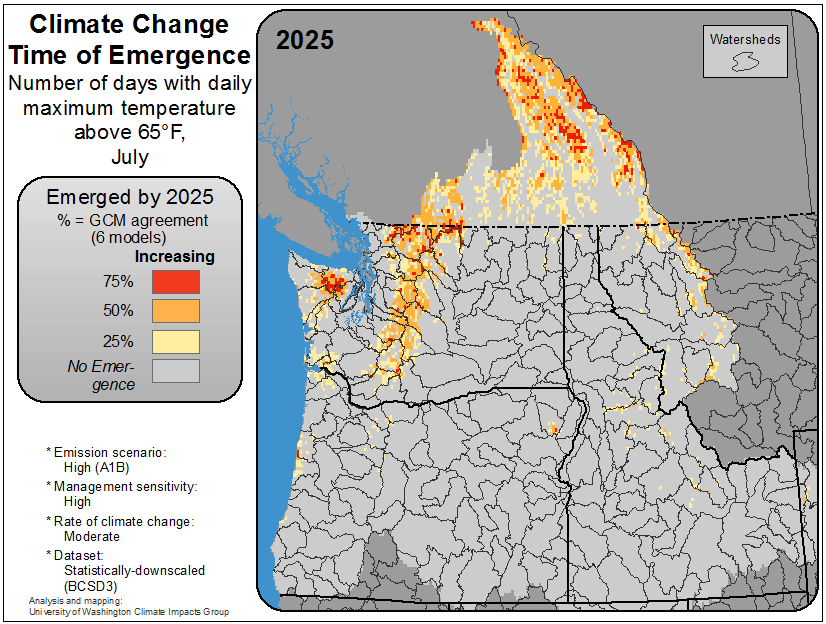 Climate Change
Time of Emergence
Number of days with daily
maximum temperature
above 65°F,
July
Emerged by 2025
% = GCM agreement
(6 models)
Increasing
75%
50%
25%
No Emer-
gence
* Emission scenario:
High (A1B)
* Management sensitivity:
High
* Rate of climate change:
Moderate
* Dataset:
Statistically-downscaled
(BCSD3)
Analysis and mapping:
University of Washington Climate Impacts Group
2025
Watersheds